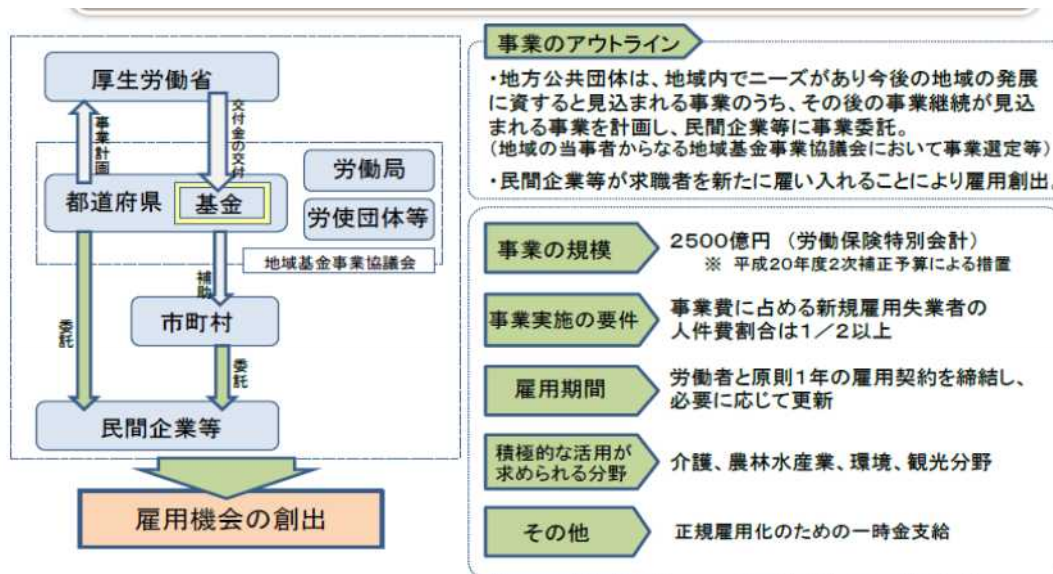 厚生労働省
事業計画
交付金の交付
都道府県
基金
労働局
労使団体等
地域基金事業協議会
補助
市町村
委託
委託
民間企業等
雇用機会の創出
事業のアウトライン
・地方公共団体は、地域内でニーズがあり今後の地域の発展
に資すると見込まれる事業のうち、その後の事業継続が見込
まれる事業を計画し、民間企業等に事業委託。
(地域の当事者からなる地域基金事業協議会において事業選定等)
・民間企業等が求職者を新たに雇い入れることにより雇用創出。
事業の規模
2500億円 (労働保険特別会計)
※ 平成20年度2次補正予算による措置
事業実施の要件
事業費に占める新規雇用失業者の
人件費割合は1/2以上
雇用期間
労働者と原則1年の雇用契約を締結し、
必要に応じて更新
積極的な活用が
求められる分野
介護、農林水産業、環境、観光分野
その他
正規雇用化のための一時金支給